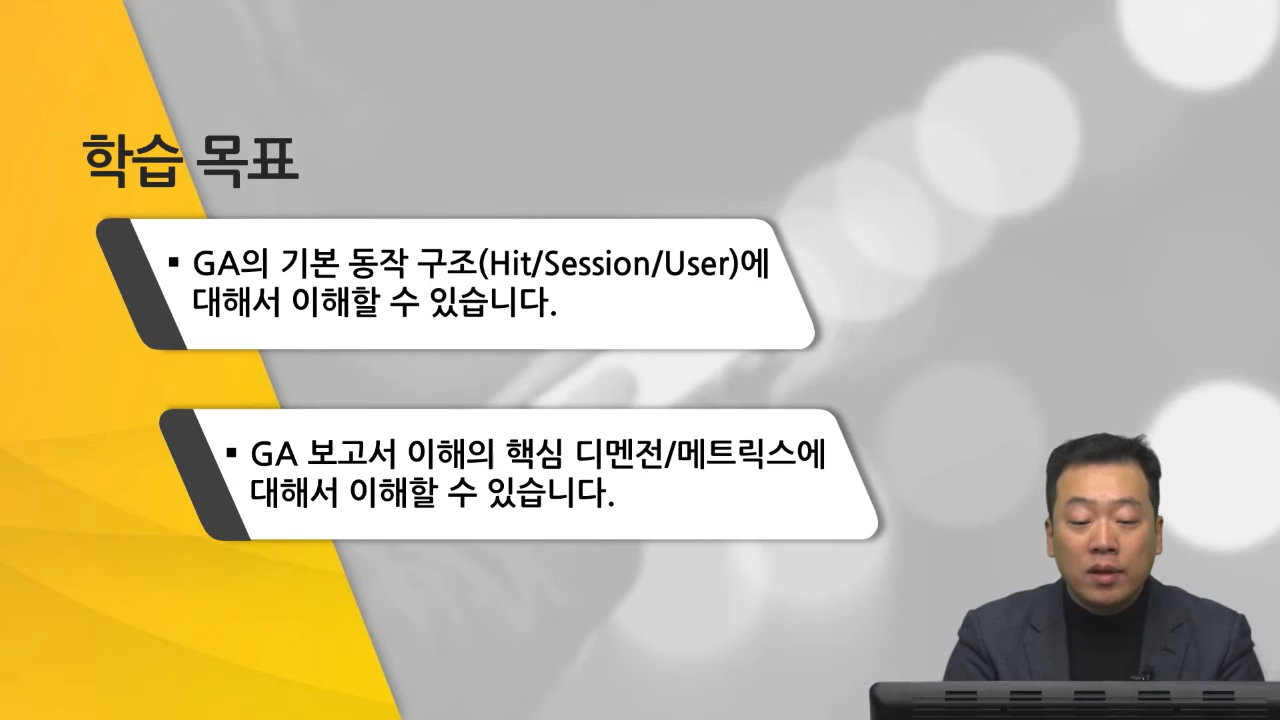 학습 목표
▪ GA의 기본 동작 구조(Hit/Session/User)에
대해서 이해할 수 있습니다.
▪ GA 보고서 이해의 핵심 디멘전/메트릭스에
대해서 이해할 수 있습니다.